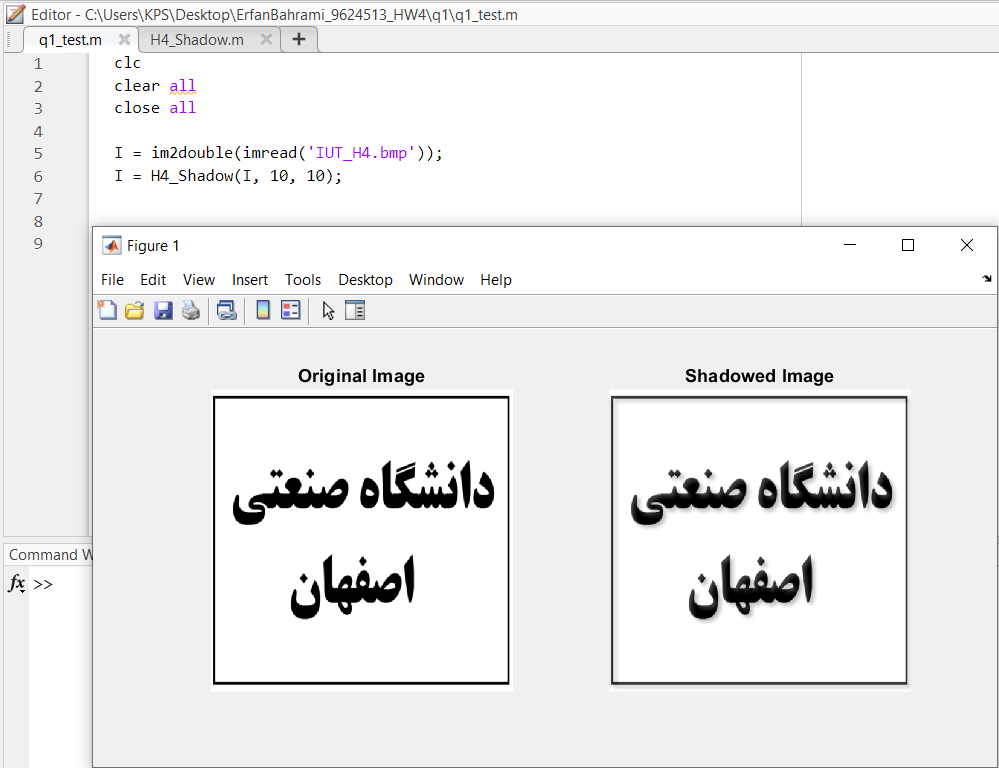 Editor - C:\Users\KPS\Desktop\ErfanBahrami_9624513_HW4\q1\q1_test.m
q1_test.m H4_Shadow.m +
1 clc
2 clear all
3 close all
4
5 I = im2double(imread('IUT_H4.bmp'));
6 I = H4_Shadow(I, 10, 10);
7
8
9
Figure 1
File Edit View Insert Tools Desktop Window Help
Original Image Shadowed Image
دانشگاه صنعتی دانشگاه صنعتی
اصفهان اصفهان
Command W
fx >>